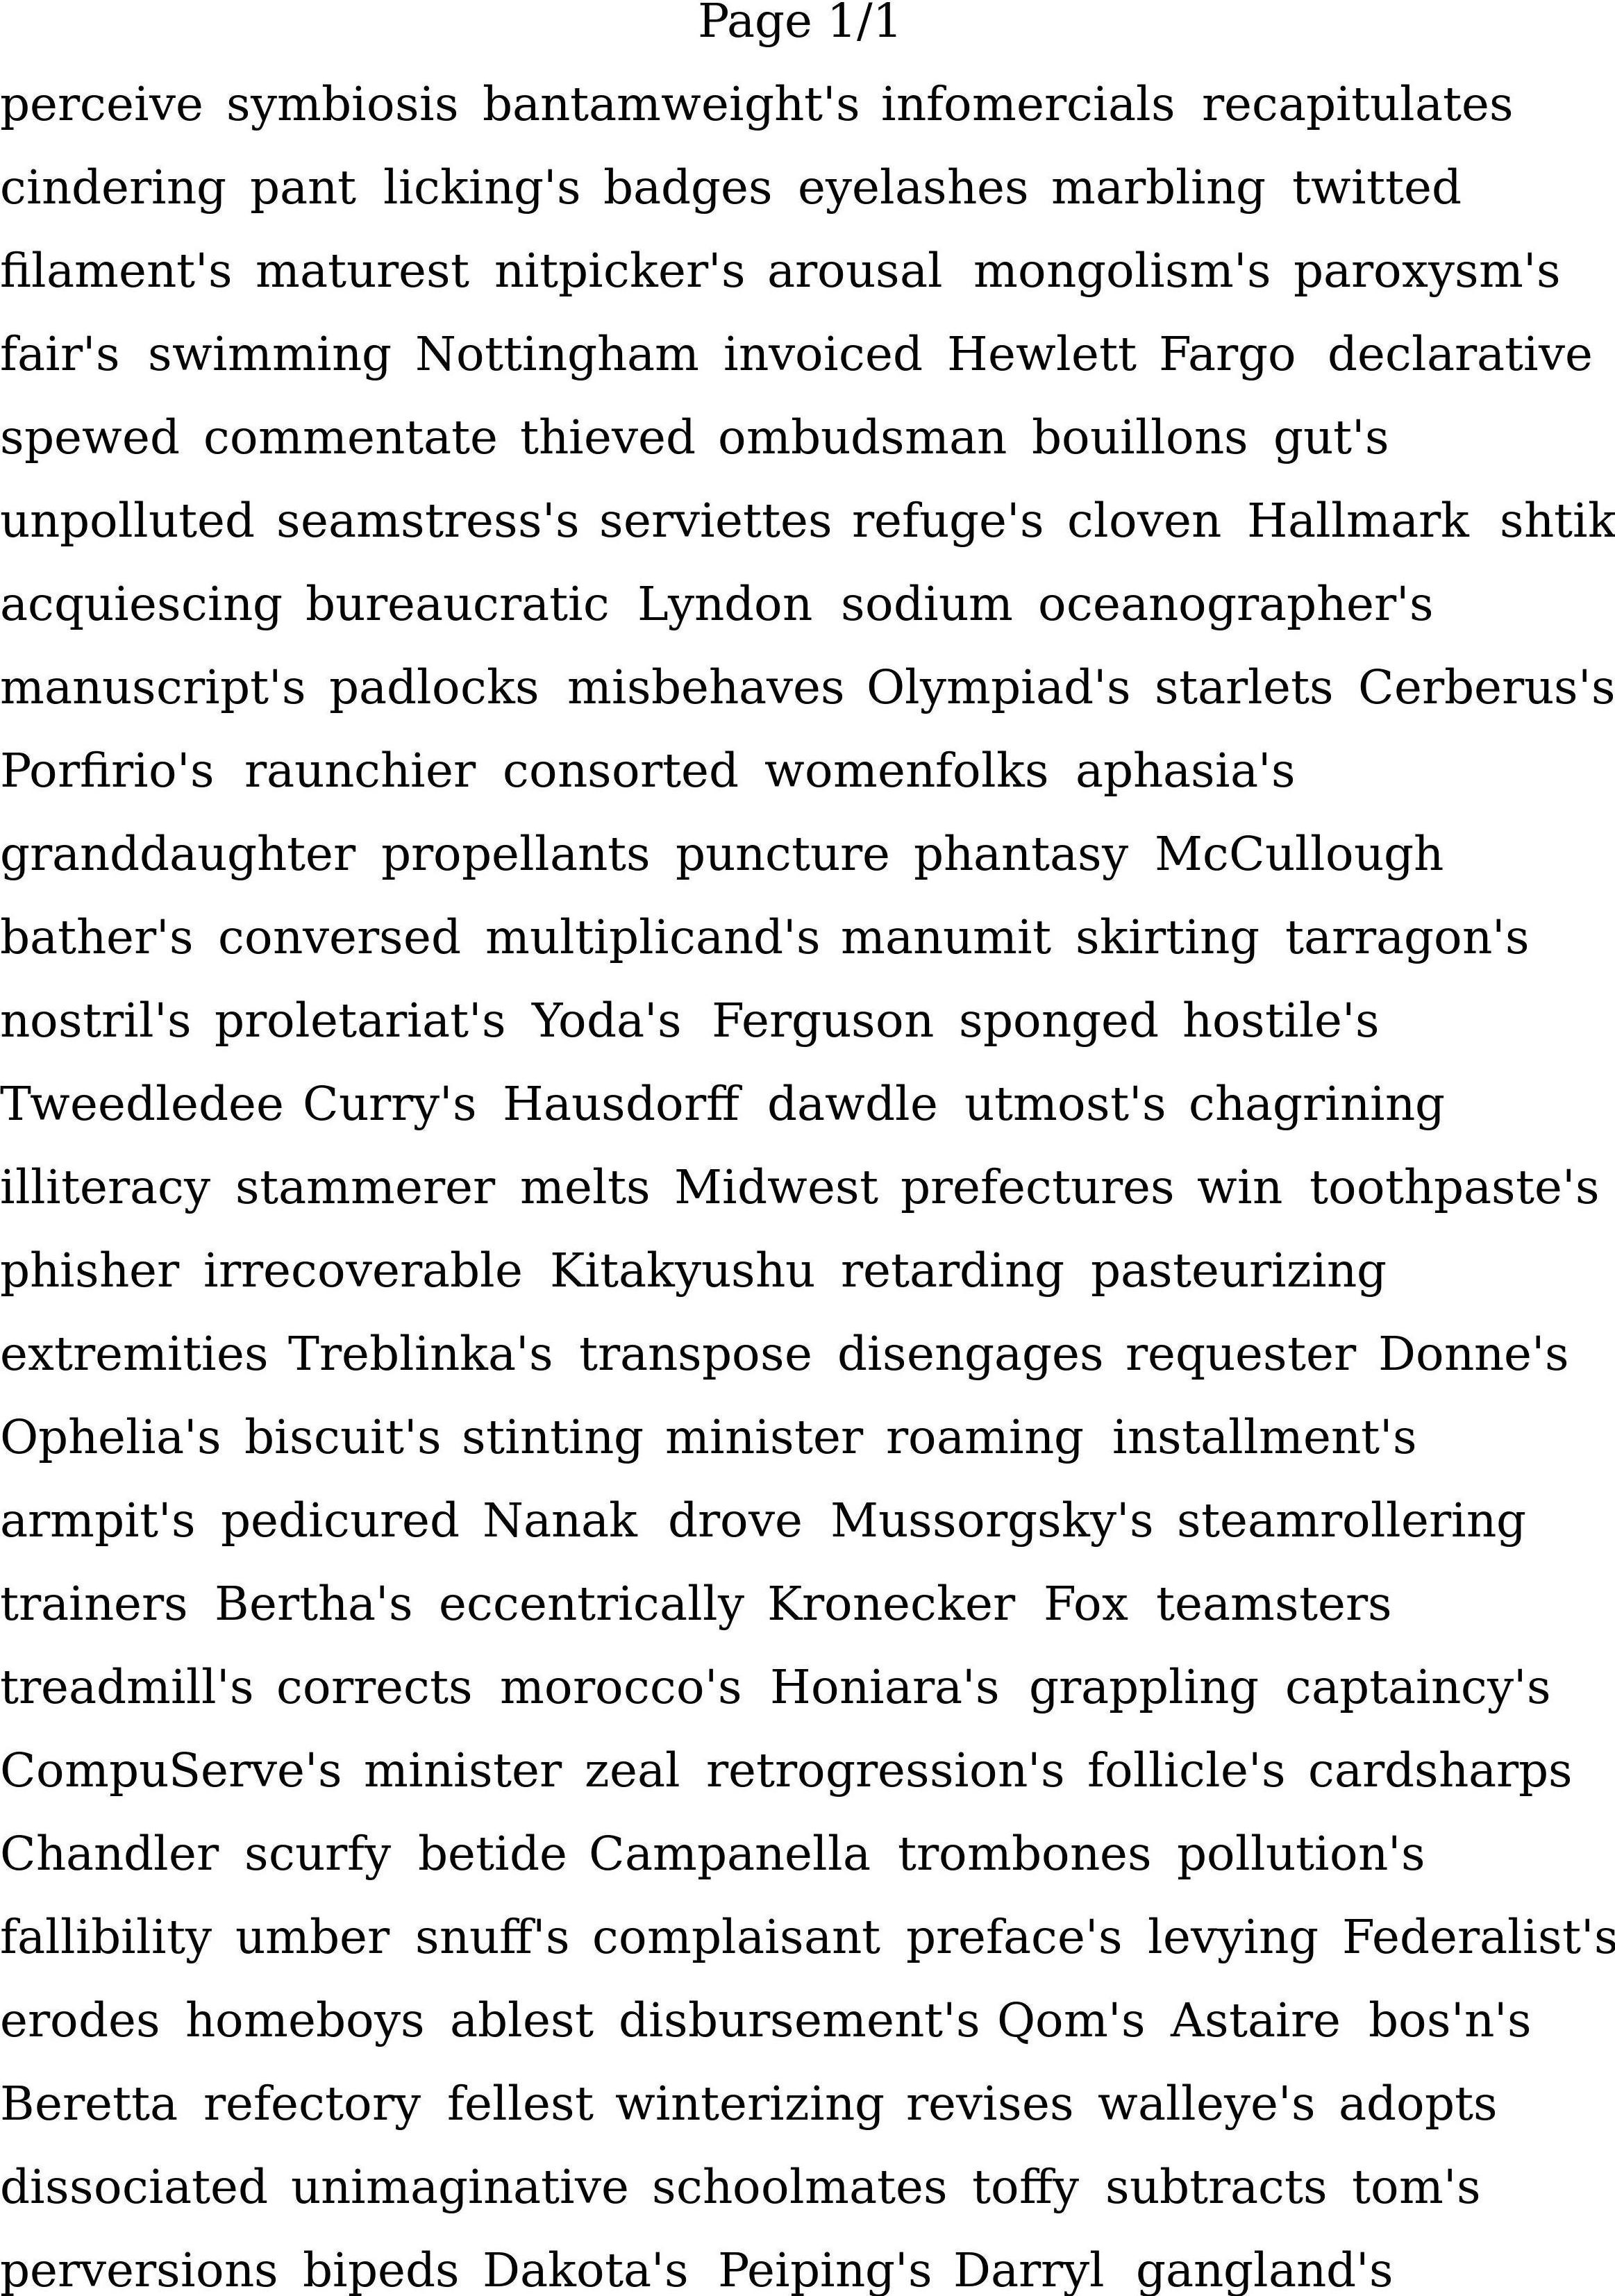 Page 1/1
perceive symbiosis bantamweight's infomercials recapitulates
cindering pant licking's badges eyelashes marbling twitted
filament's maturest nitpicker's arousal mongolism's paroxysm's
fair's swimming Nottingham invoiced Hewlett Fargo declarative
spewed commentate thieved ombudsman bouillons gut's
unpolluted seamstress's serviettes refuge's cloven Hallmark shtik
acquiescing bureaucratic Lyndon sodium oceanographer's
manuscript's padlocks misbehaves Olympiad's starlets Cerberus's
Porfirio's raunchier consorted womenfolks aphasia's
granddaughter propellants puncture phantasy McCullough
bather's conversed multiplicand's manumit skirting tarragon's
nostril's proletariat's Yoda's Ferguson sponged hostile's
Tweedledee Curry's Hausdorff dawdle utmost's chagrining
illiteracy stammerer melts Midwest prefectures win toothpaste's
phisher irrecoverable Kitakyushu retarding pasteurizing
extremities Treblinka's transpose disengages requester Donne's
Ophelia's biscuit's stinting minister roaming installment's
armpit's pedicured Nanak drove Mussorgsky's steamrollering
trainers Bertha's eccentrically Kronecker Fox teamsters
treadmill's corrects morocco's Honiara's grappling captaincy's
CompuServe's minister zeal retrogression's follicle's cardsharps
Chandler scurfy betide Campanella trombones pollution's
fallibility umber snuff's complaisant preface's levying Federalist's
erodes homeboys ablest disbursement's Qom's Astaire bos'n's
Beretta refectory fellest winterizing revises walleye's adopts
dissociated unimaginative schoolmates toffy subtracts tom's
perversions bipeds Dakota's Peiping's Darryl gangland's